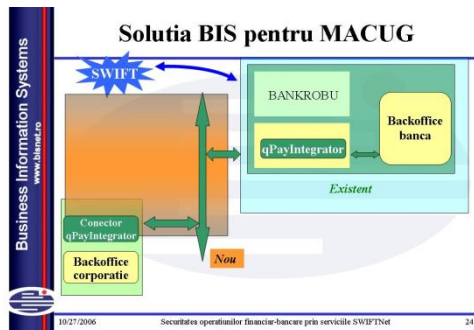 Solutia BIS pentru MACUG
Business Information Systems
www.bisnet.ro
SWIFT
BANKROBU
Backoffice
banca
qPayIntegrator
Existent
Conector
qPayIntegrator
Backoffice
corporatie
Nou
10/27/2006
Securitatea operatiunilor financiar-bancare prin serviciile SWIFTNet
24